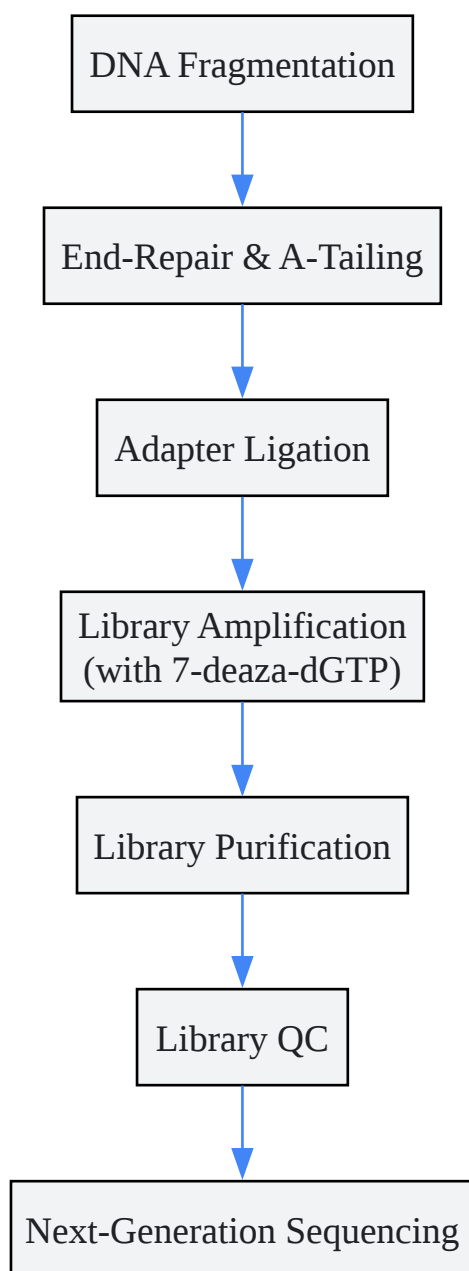 DNA Fragmentation
End-Repair & A-Tailing
Adapter Ligation
Library Amplification
(with 7-deaza-dGTP)
Library Purification
Library QC
Next-Generation Sequencing